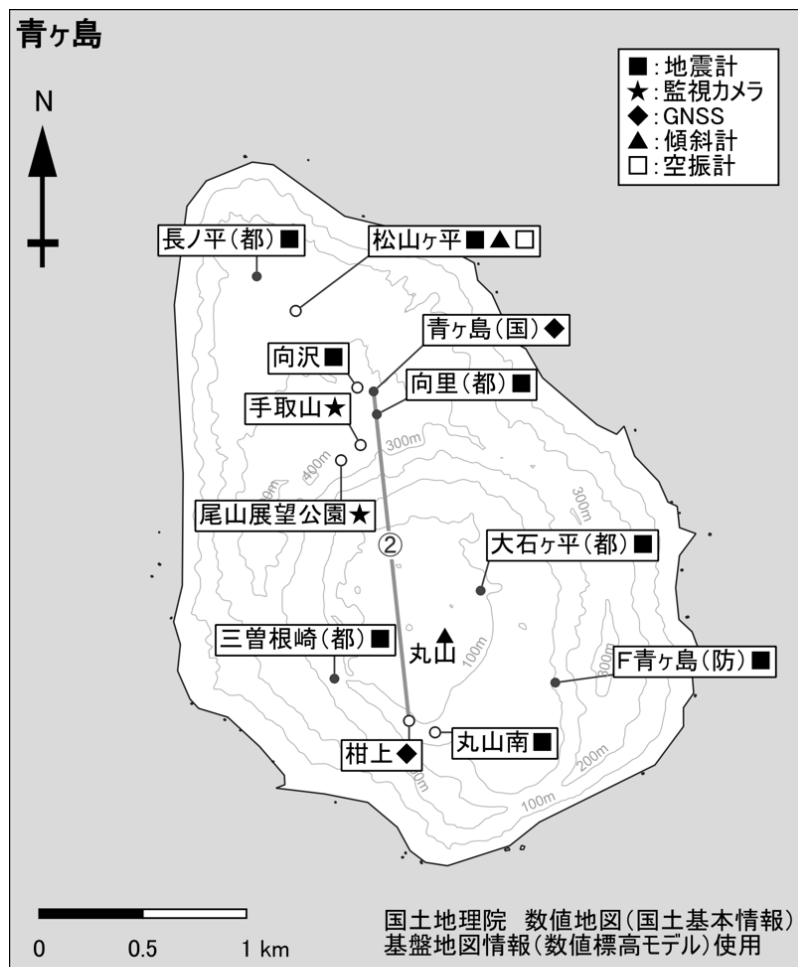 青ヶ島
■:地震計
★:監視カメラ
◆:GNSS
▲:傾斜計
□:空振計
N
長ノ平(都)■
松山ヶ平■▲□
青ヶ島(国)◆
向沢■
向里(都)■
手取山★
300m
400m
尾山展望公園★
300m
②
大石ヶ平(都)■
三曽根崎(都)■
丸山
100m
F青ヶ島(防)■
柑上◆
丸山南■
200m
100m
0 0.5 1 km
国土地理院 数値地図(国土基本情報)
基盤地図情報(数値標高モデル)使用